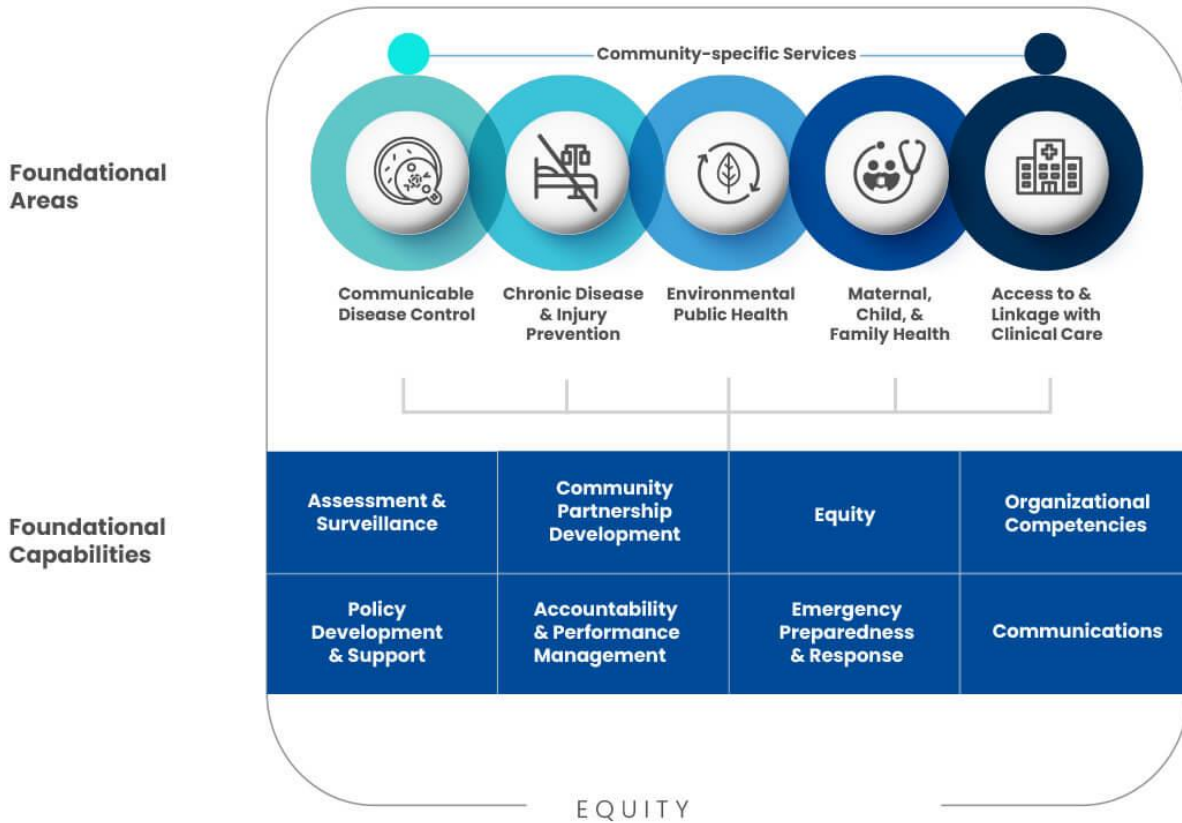 Community-specific Services
Foundational
Areas
Communicable
Disease Control
Chronic Disease
& Injury
Prevention
Environmental
Public Health
Maternal,
Child, &
Family Health
Access to &
Linkage with
Clinical Care
Foundational
Capabilities
Assessment &
Surveillance
Community
Partnership
Development
Equity
Organizational
Competencies
Policy
Development
& Support
Accountability
& Performance
Management
Emergency
Preparedness
& Response
Communications
EQUITY